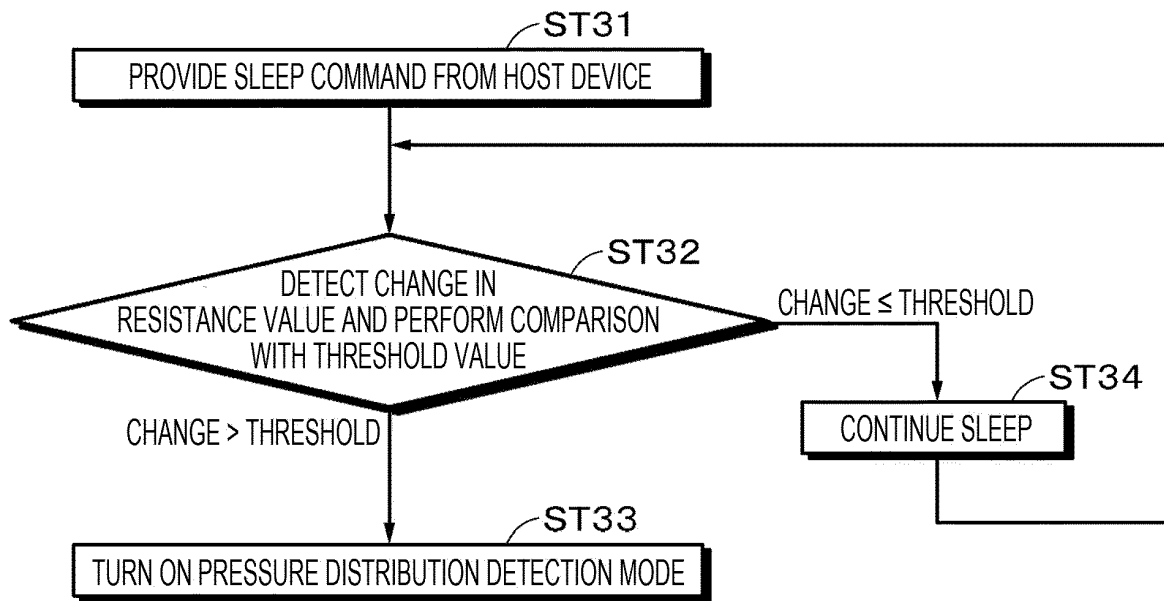 ST31
PROVIDE SLEEP COMMAND FROM HOST DEVICE
ST32
DETECT CHANGE IN
RESISTANCE VALUE AND PERFORM COMPARISON
WITH THRESHOLD VALUE
CHANGE ≤ THRESHOLD
ST34
CONTINUE SLEEP
CHANGE > THRESHOLD
ST33
TURN ON PRESSURE DISTRIBUTION DETECTION MODE